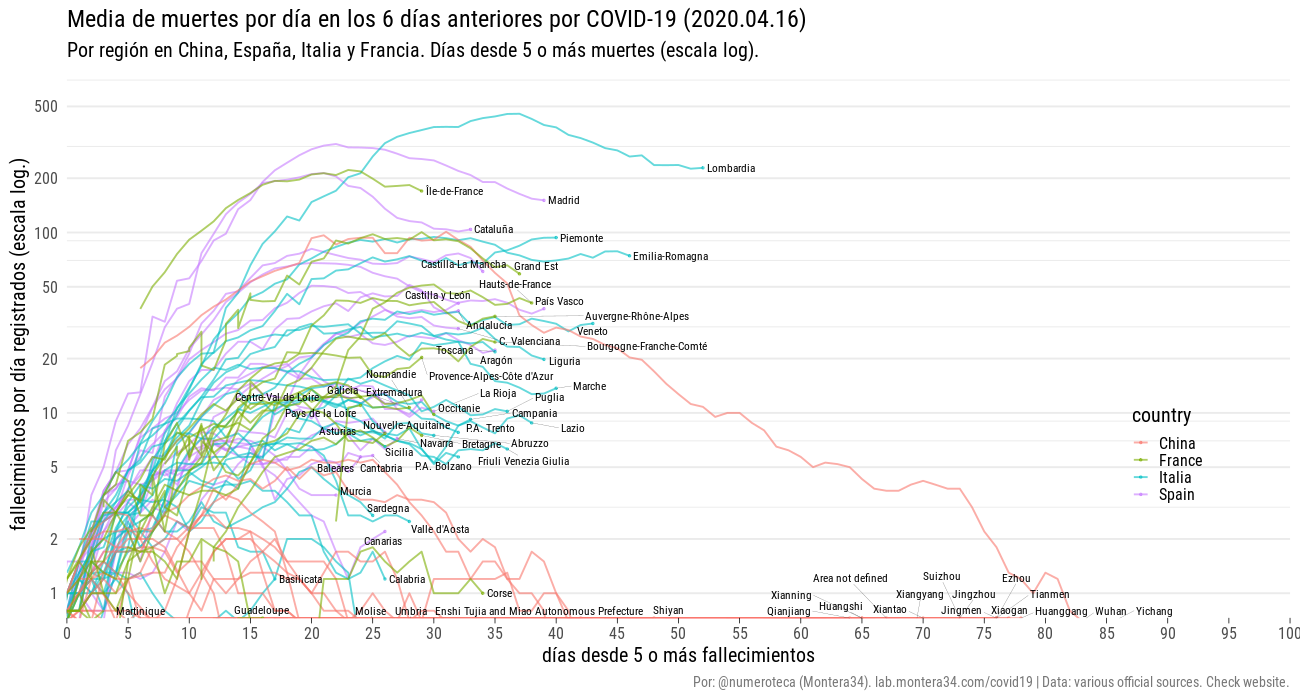 Media de muertes por día en los 6 días anteriores por COVID-19 (2020.04.16)
Por región en China, España, Italia y Francia. Días desde 5 o más muertes (escala log).
fallecimientos por día registrados (escala log.)
500
200
100
50
20
10
5
2
1
Lombardia
Île-de-France
Madrid
Cataluña
Piemonte
Emilia-Romagna
Castilla-La Mancha
Grand Est
Hauts-de-France
Castilla y León
País Vasco
Auvergne-Rhône-Alpes
Andalucía
Veneto
C. Valenciana
Bourgogne-Franche-Comté
Toscana
Aragón
Liguria
Normandie
Provence-Alpes-Côte d'Azur
Marche
Galicia
Extremadura
La Rioja
Puglia
Centre-Val de Loire
Occitanie
Pays de la Loire
Campania
Asturias
Nouvelle-Aquitaine
P.A. Trento
Lazio
Navarra
Bretagne
Abruzzo
Sicilia
Baleares
Cantabria
P.A. Bolzano
Friuli Venezia Giulia
Murcia
Sardegna
Valle d'Aosta
Canarias
Basilicata
Calabria
Corse
Martinique
Guadeloupe
Molise
Umbria
Enshi Tujia and Miao Autonomous Prefecture
Shiyan
Area not defined
Suizhou
Ezhou
Xianning
Xiangyang
Jingzhou
Tianmen
Qianjiang
Huangshi
Xiantao
Jingmen
Xiaogan
Huanggang
Wuhan
Yichang
country
China
France
Italia
Spain
0 5 10 15 20 25 30 35 40 45 50 55 60 65 70 75 80 85 90 95 100
días desde 5 o más fallecimientos
Por: @numeroteca (Montera34). lab.montera34.com/covid19 | Data: various official sources. Check website.